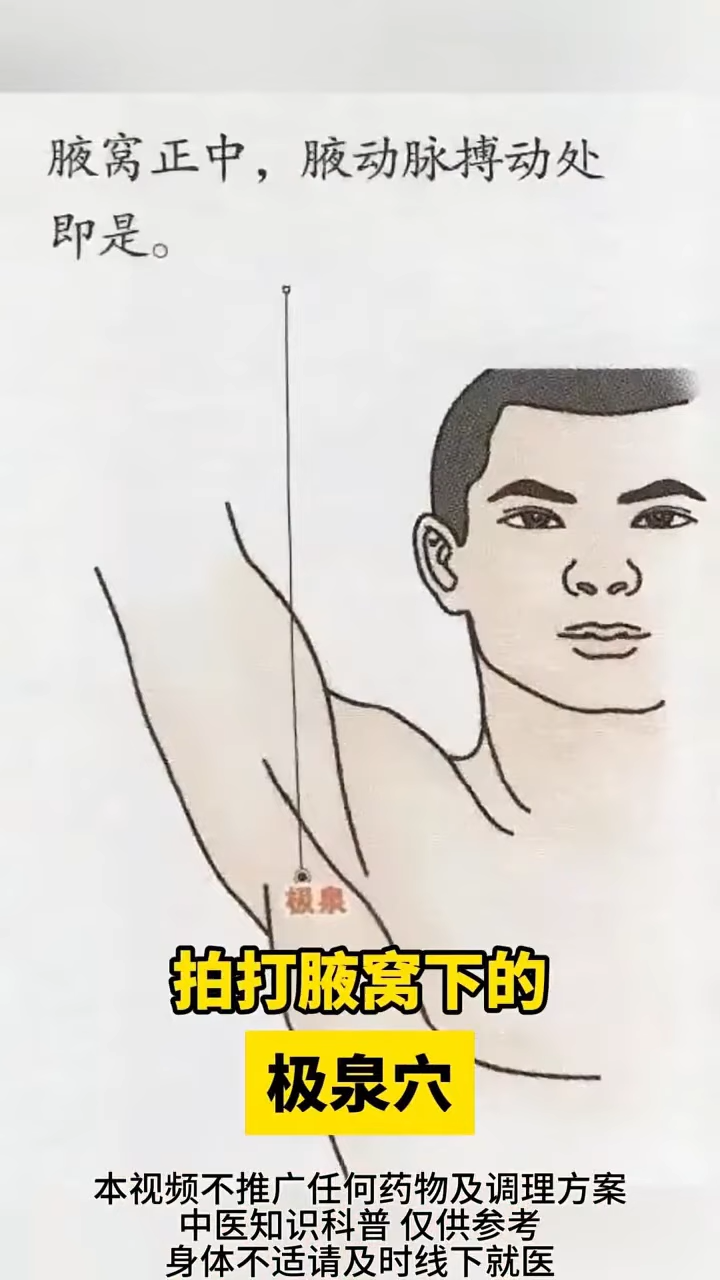 腋窝正中，腋动脉搏动处
即是。
极泉
拍打腋窝下的
极泉穴
本视频不推广任何药物及调理方案
中医知识科普 仅供参考
身体不适请及时线下就医